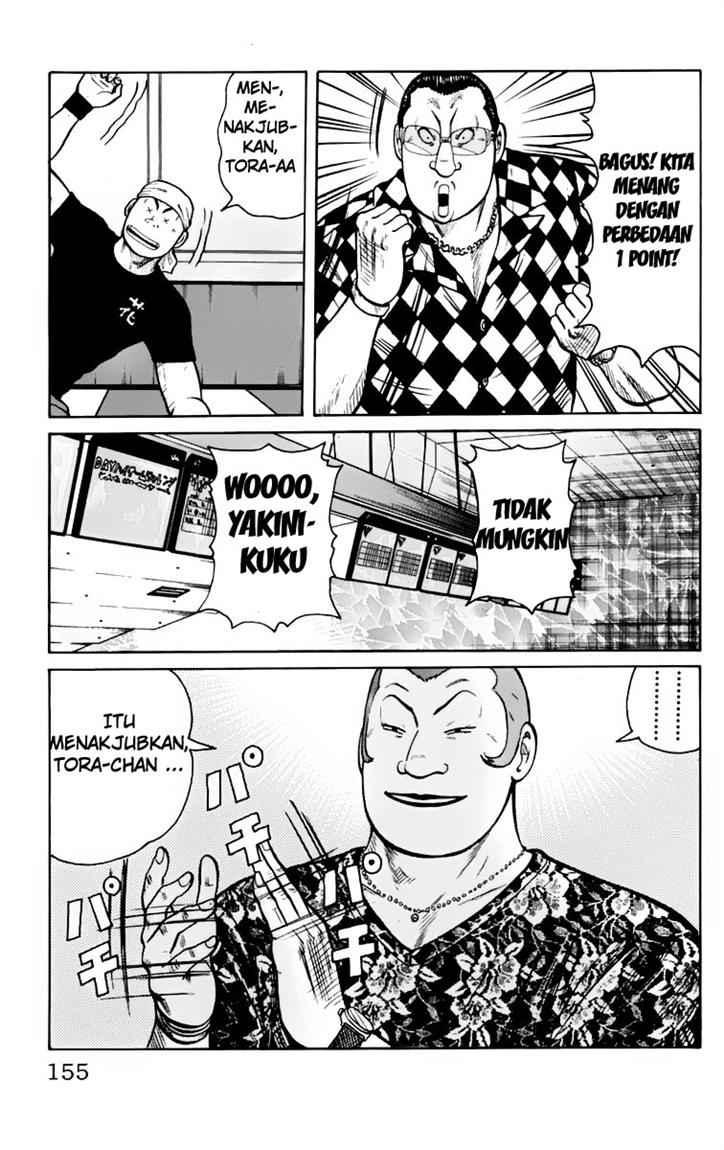 BAGUS! KITA
MENANG
DENGAN
PERBEDAAN
1 POINT!
MEN-,
ME-
NAKJUB-
KAN,
TORA-AA
TIDAK
MUNGKIN
WOOOO,
YAKINI-
KUKU
.......
.......
ITU
MENAKJUBKAN,
TORA-CHAN ...
パチ
パチ
パチ
155